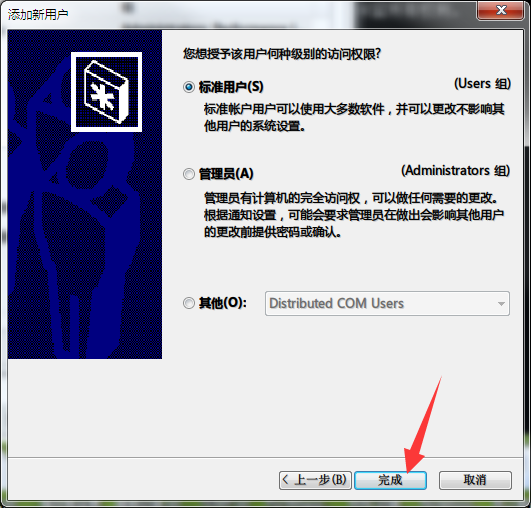 添加新用户
您想授予该用户何种级别的访问权限?
标准用户(S)
(Users 组)
标准帐户用户可以使用大多数软件，并可以更改不影响其
他用户的系统设置。
管理员(A)
(Administrators 组)
管理员有计算机的完全访问权，可以做任何需要的更改。
根据通知设置，可能会要求管理员在做出会影响其他用户
的更改前提供密码或确认。
其他(O):
Distributed COM Users
< 上一步(B)
完成
取消